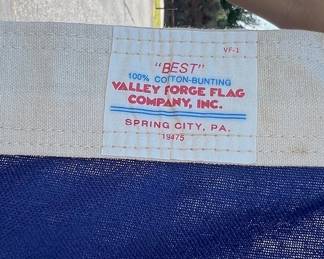 VF-1
"BEST"
100% COTTON-BUNTING
VALLEY FORGE FLAG
COMPANY, INC.
SPRING CITY, PA.
19475